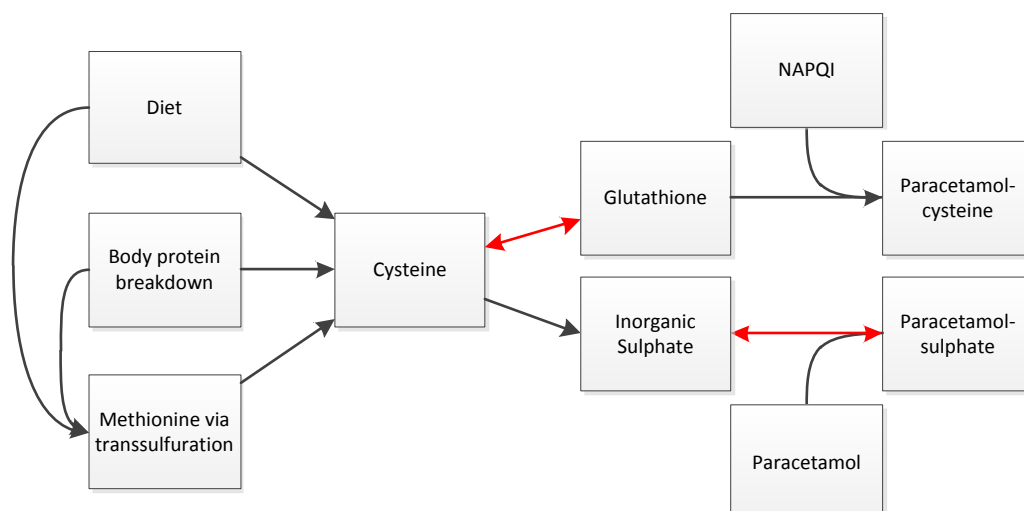 Diet
Body protein
breakdown
Methionine via
transsulfuration
Cysteine
Glutathione
Inorganic
Sulphate
NAPQI
Paracetamol-
cysteine
Paracetamol-
sulphate
Paracetamol